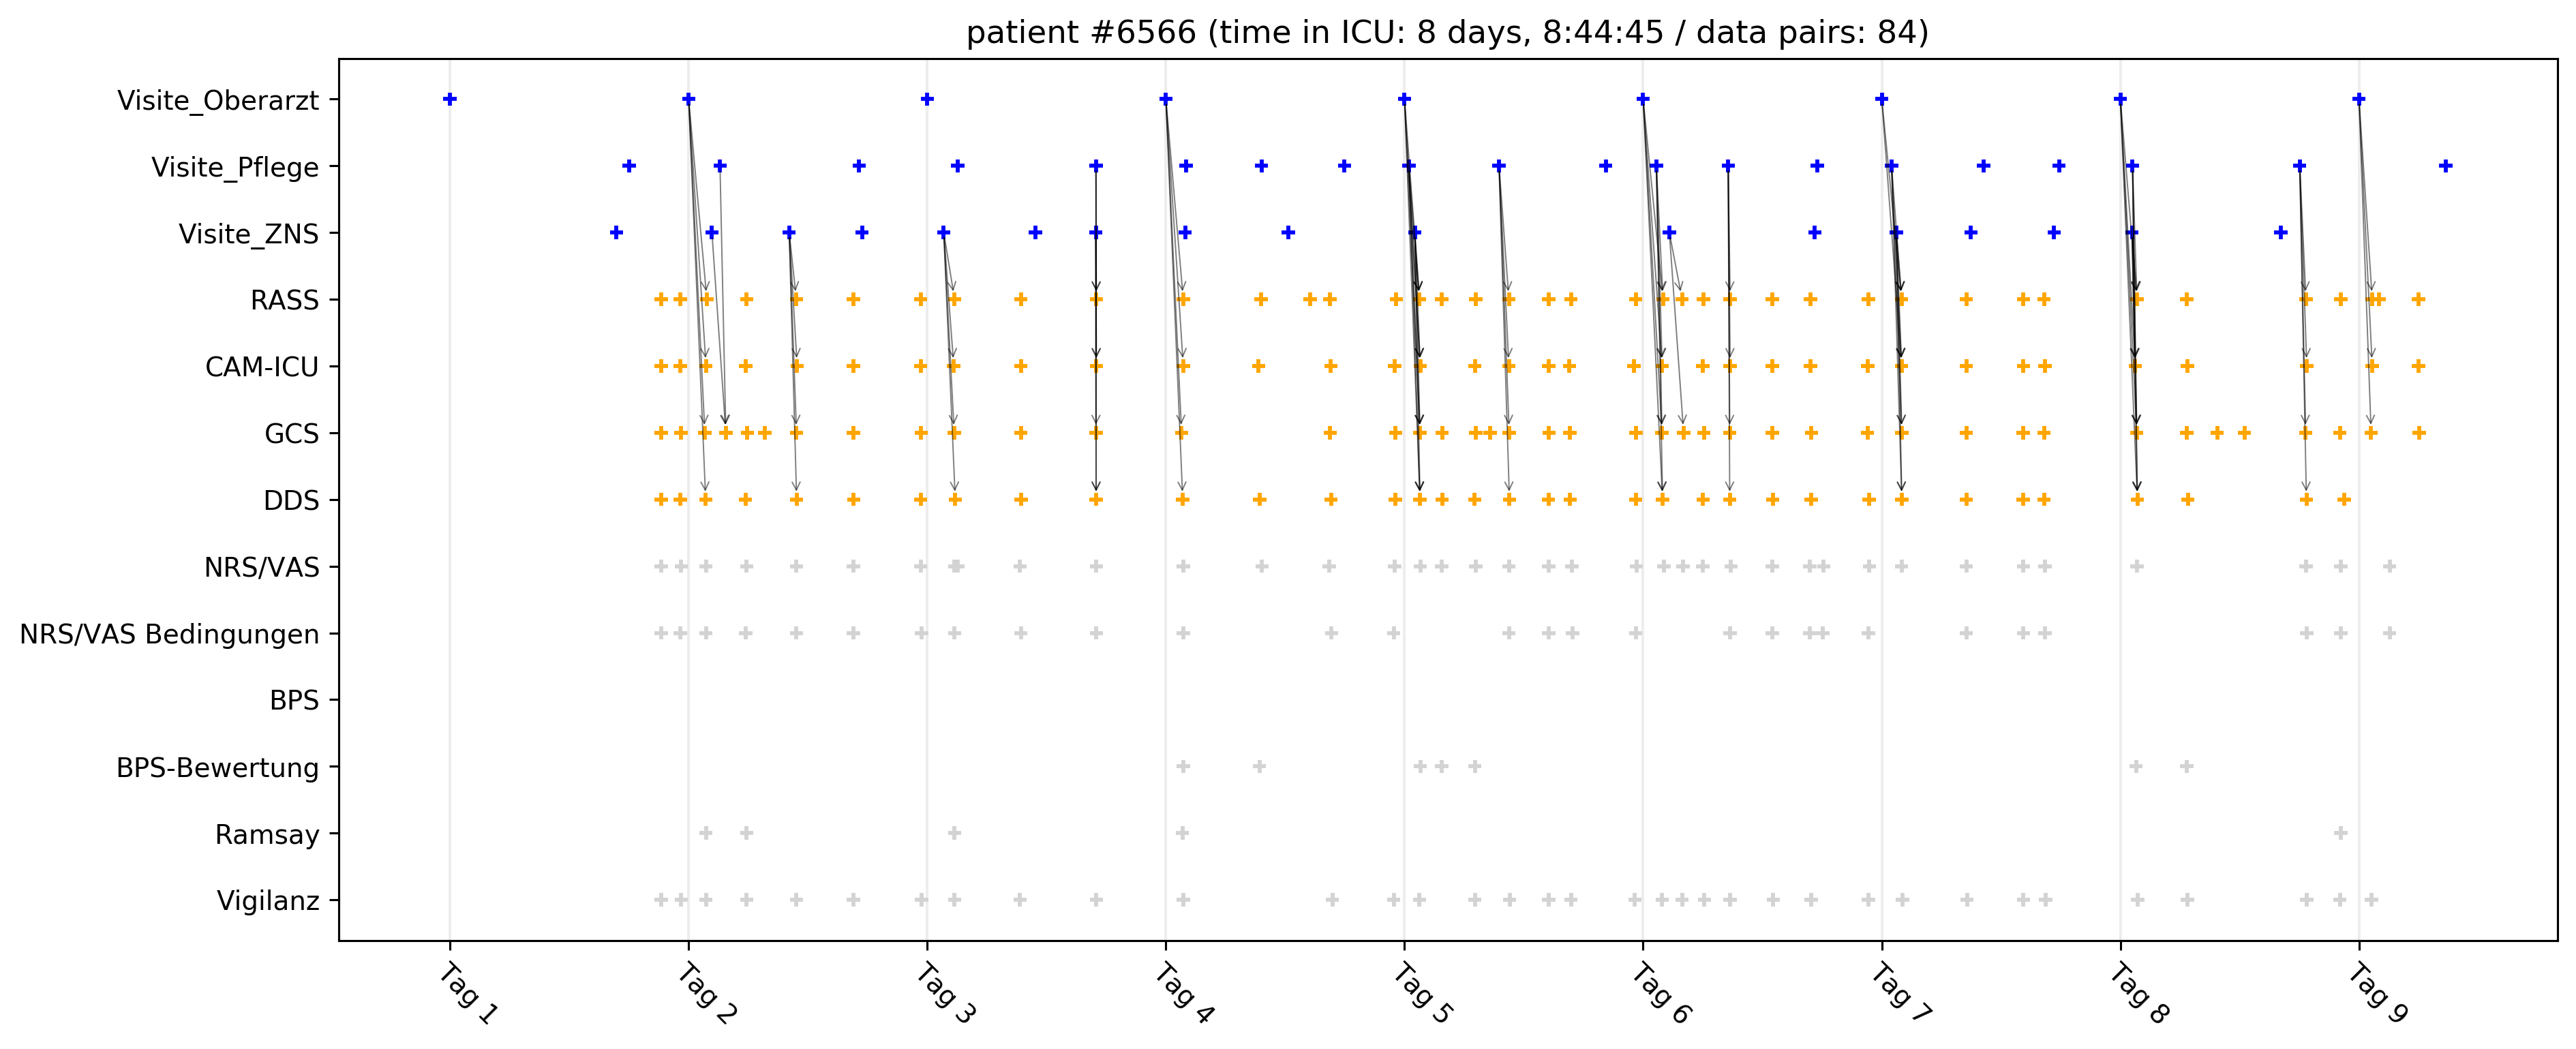 patient #6566 (time in ICU: 8 days, 8:44:45 / data pairs: 84)
Visite_Oberarzt
Visite_Pflege
Visite_ZNS
RASS
CAM-ICU
GCS
DDS
NRS/VAS
NRS/VAS Bedingungen
BPS
BPS-Bewertung
Ramsay
Vigilanz
Tag 1
Tag 2
Tag 3
Tag 4
Tag 5
Tag 6
Tag 7
Tag 8
Tag 9